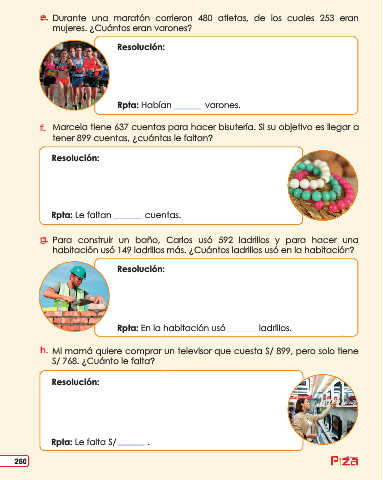 e. Durante una maratón corrieron 480 atletas, de los cuales 253 eran
mujeres. ¿Cuántos eran varones?
Resolución:
Rpta: Habían ______ varones.
f. Marcela tiene 637 cuentas para hacer bisutería. Si su objetivo es llegar a
tener 899 cuentas, ¿cuántas le faltan?
Resolución:
Rpta: Le faltan ______ cuentas.
g. Para construir un baño, Carlos usó 592 ladrillos y para hacer una
habitación usó 149 ladrillos más. ¿Cuántos ladrillos usó en la habitación?
Resolución:
Rpta: En la habitación usó ______ ladrillos.
h. Mi mamá quiere comprar un televisor que cuesta S/ 899, pero solo tiene
S/ 768. ¿Cuánto le falta?
Resolución:
Rpta: Le falta S/ ______ .
260